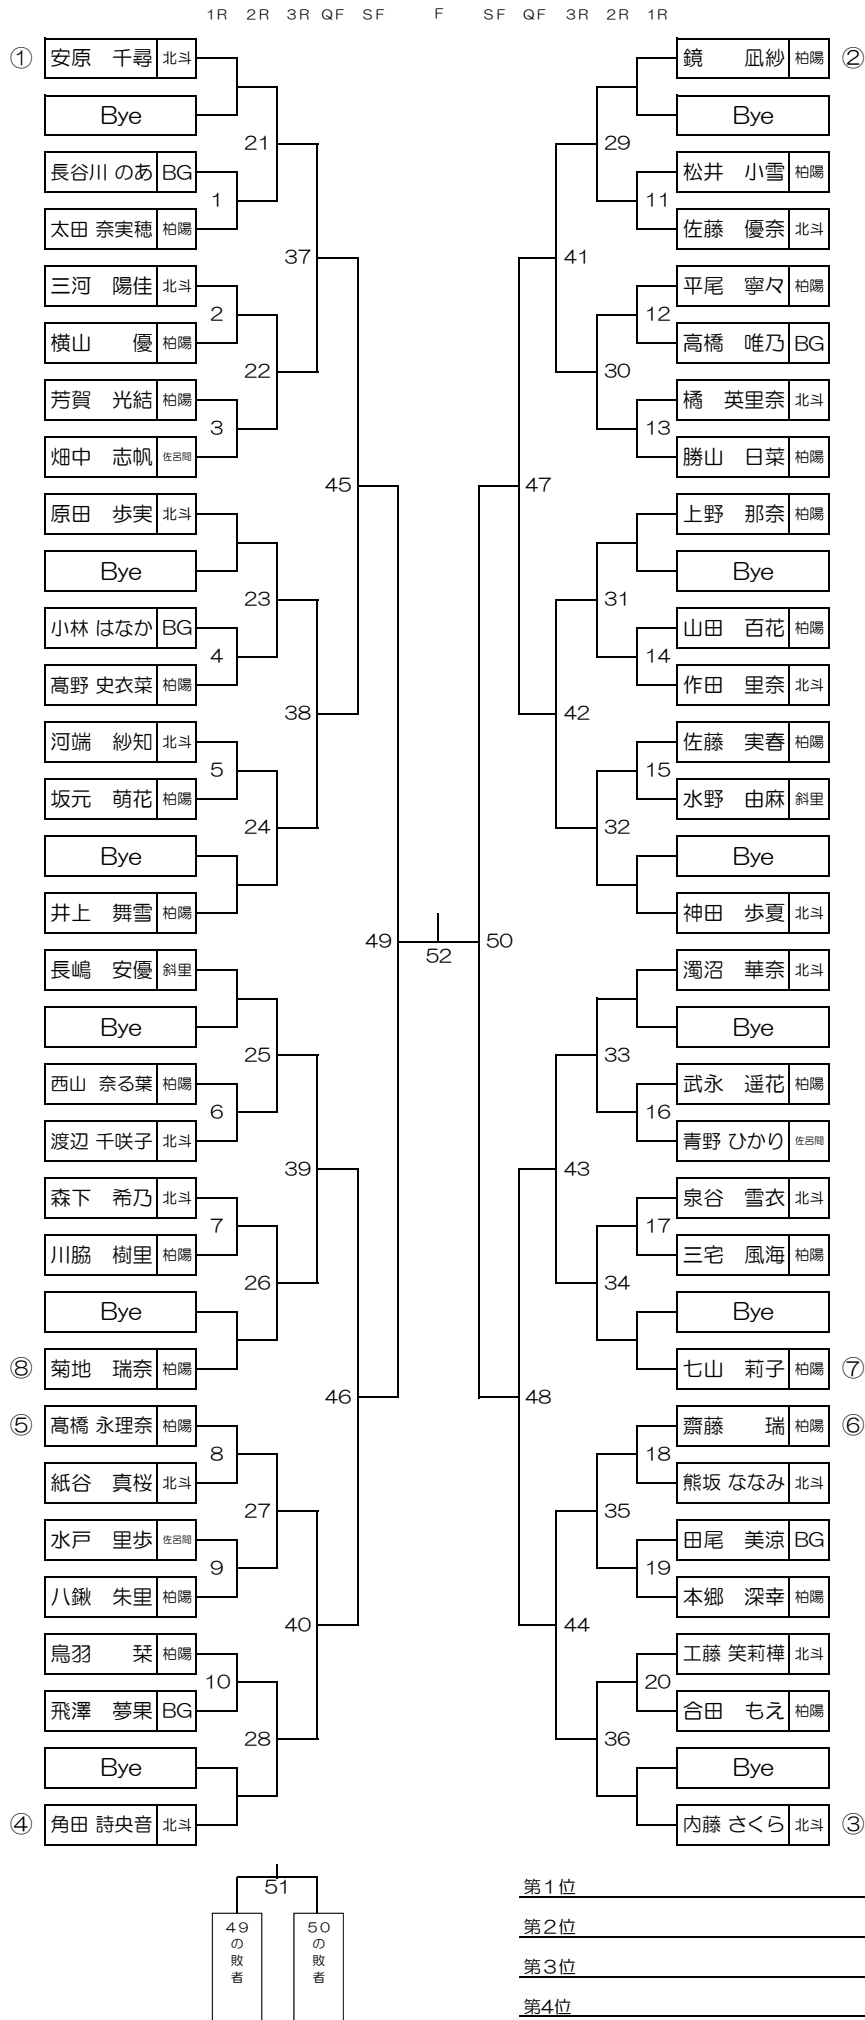 1R 2R 3R QF SF F SF QF 3R 2R 1R
① 安原 千尋 北斗
Bye
21
長谷川 のあ BG
1
太田 奈実穂 柏陽
37
三河 陽佳 北斗
2
横山 優 柏陽
22
芳賀 光結 柏陽
3
畑中 志帆 佐呂間
45
原田 歩実 北斗
Bye
23
小林 はなか BG
4
髙野 史衣菜 柏陽
38
河端 紗知 北斗
5
坂元 萌花 柏陽
24
Bye
井上 舞雪 柏陽
49
長嶋 安優 斜里
Bye
25
西山 奈る葉 柏陽
6
渡辺 千咲子 北斗
39
森下 希乃 北斗
7
川脇 樹里 柏陽
26
Bye
⑧ 菊地 瑞奈 柏陽
46
⑤ 髙橋 永理奈 柏陽
8
紙谷 真桜 北斗
27
水戸 里歩 佐呂間
9
八鍬 朱里 柏陽
40
鳥羽 栞 柏陽
10
飛澤 夢果 BG
28
Bye
④ 角田 詩央音 北斗
52
鏡 凪紗 柏陽 ②
Bye
29
松井 小雪 柏陽
11
佐藤 優奈 北斗
41
平尾 寧々 柏陽
12
高橋 唯乃 BG
30
橘 英里奈 北斗
13
勝山 日菜 柏陽
47
上野 那奈 柏陽
Bye
31
山田 百花 柏陽
14
作田 里奈 北斗
42
佐藤 実春 柏陽
15
水野 由麻 斜里
32
Bye
神田 歩夏 北斗
50
濁沼 華奈 北斗
Bye
33
武永 遥花 柏陽
16
青野 ひかり 佐呂間
43
泉谷 雪衣 北斗
17
三宅 風海 柏陽
34
Bye
七山 莉子 柏陽 ⑦
48
齋藤 瑞 柏陽 ⑥
18
熊坂 ななみ 北斗
35
田尾 美涼 BG
19
本郷 深幸 柏陽
44
工藤 笑莉樺 北斗
20
合田 もえ 柏陽
36
Bye
内藤 さくら 北斗 ③
51
49の敗者
50の敗者
第1位
第2位
第3位
第4位